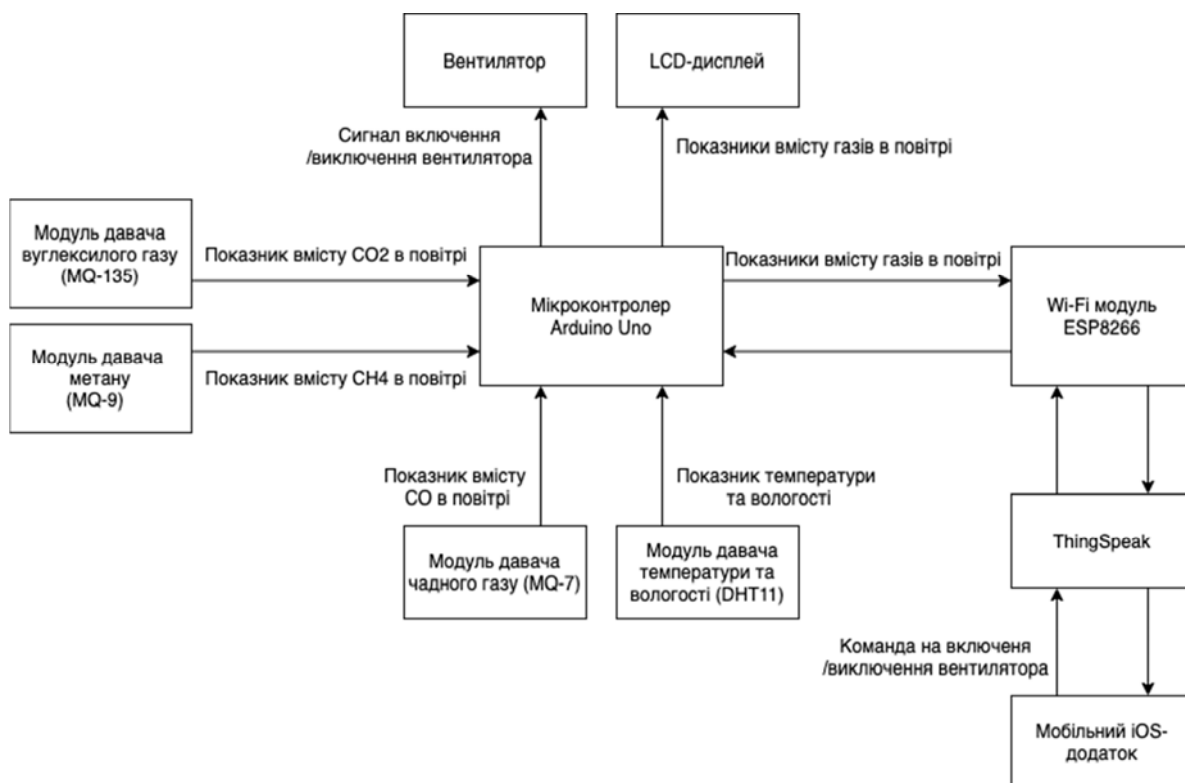 Вентилятор
LCD-дисплей
Сигнал включення
/виключення вентилятора
Показники вмісту газів в повітрі
Модуль давача
вуглексилого газу
(MQ-135)
Показник вмісту CO2 в повітрі
Мікроконтролер
Arduino Uno
Показники вмісту газів в повітрі
Wi-Fi модуль
ESP8266
Модуль давача
метану
(MQ-9)
Показник вмісту CH4 в повітрі
Показник вмісту
CO в повітрі
Показник температури
та вологості
Модуль давача
чадного газу (MQ-7)
Модуль давача
температури та
вологості (DHT11)
ThingSpeak
Команда на включеня
/виключення вентилятора
Мобільний iOS-
додаток